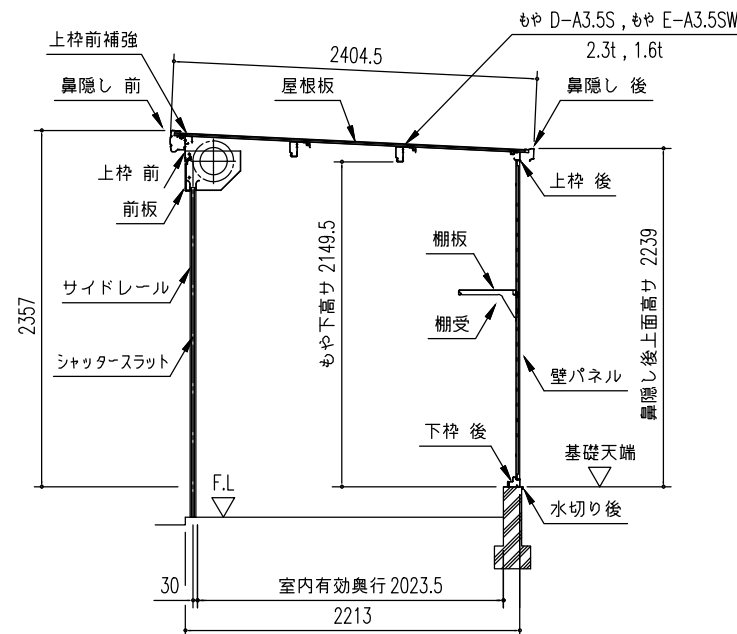 もや D-A3.5S , もや E-A3.5SW
2.3t , 1.6t
上枠前補強
2404.5
鼻隠し 前
屋根板
鼻隠し 後
上枠 前
上枠 後
前板
棚板
サイドレール
もや下高サ 2149.5
棚受
鼻隠し後上面高サ 2239
2357
シャッタースラット
壁パネル
下枠 後
基礎天端
F.L
水切り後
30
室内有効奥行 2023.5
2213